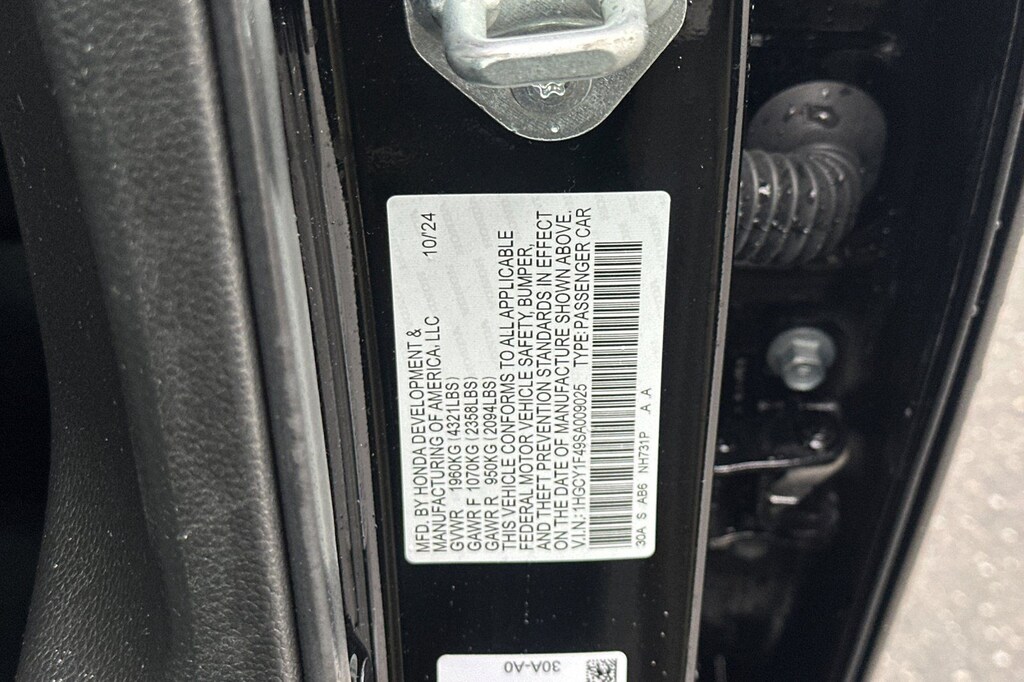 MFD. BY HONDA DEVELOPMENT &
MANUFACTURING OF AMERICA, LLC 10/'24
GVWR 1960KG (4321LBS)
GAWR F 1070KG (2358LBS)
GAWR R 950KG (2094LBS)
THIS VEHICLE CONFORMS TO ALL APPLICABLE
FEDERAL MOTOR VEHICLE SAFETY, BUMPER,
AND THEFT PREVENTION STANDARDS IN EFFECT
ON THE DATE OF MANUFACTURE SHOWN ABOVE.
V.I.N.: 1HGCY1F49SA009025 TYPE: PASSENGER CAR
30A S AB6 NH731P A A
30A-A0